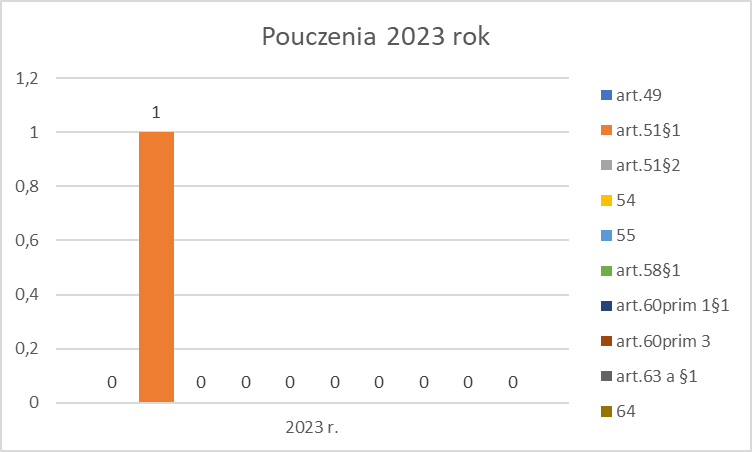 Pouczenia 2023 rok
1,2
1
0,8
0,6
0,4
0,2
0
0 1 0 0 0 0 0 0 0 0
2023 r.
art.49
art.51§1
art.51§2
54
55
art.58§1
art.60prim 1§1
art.60prim 3
art.63 a §1
64